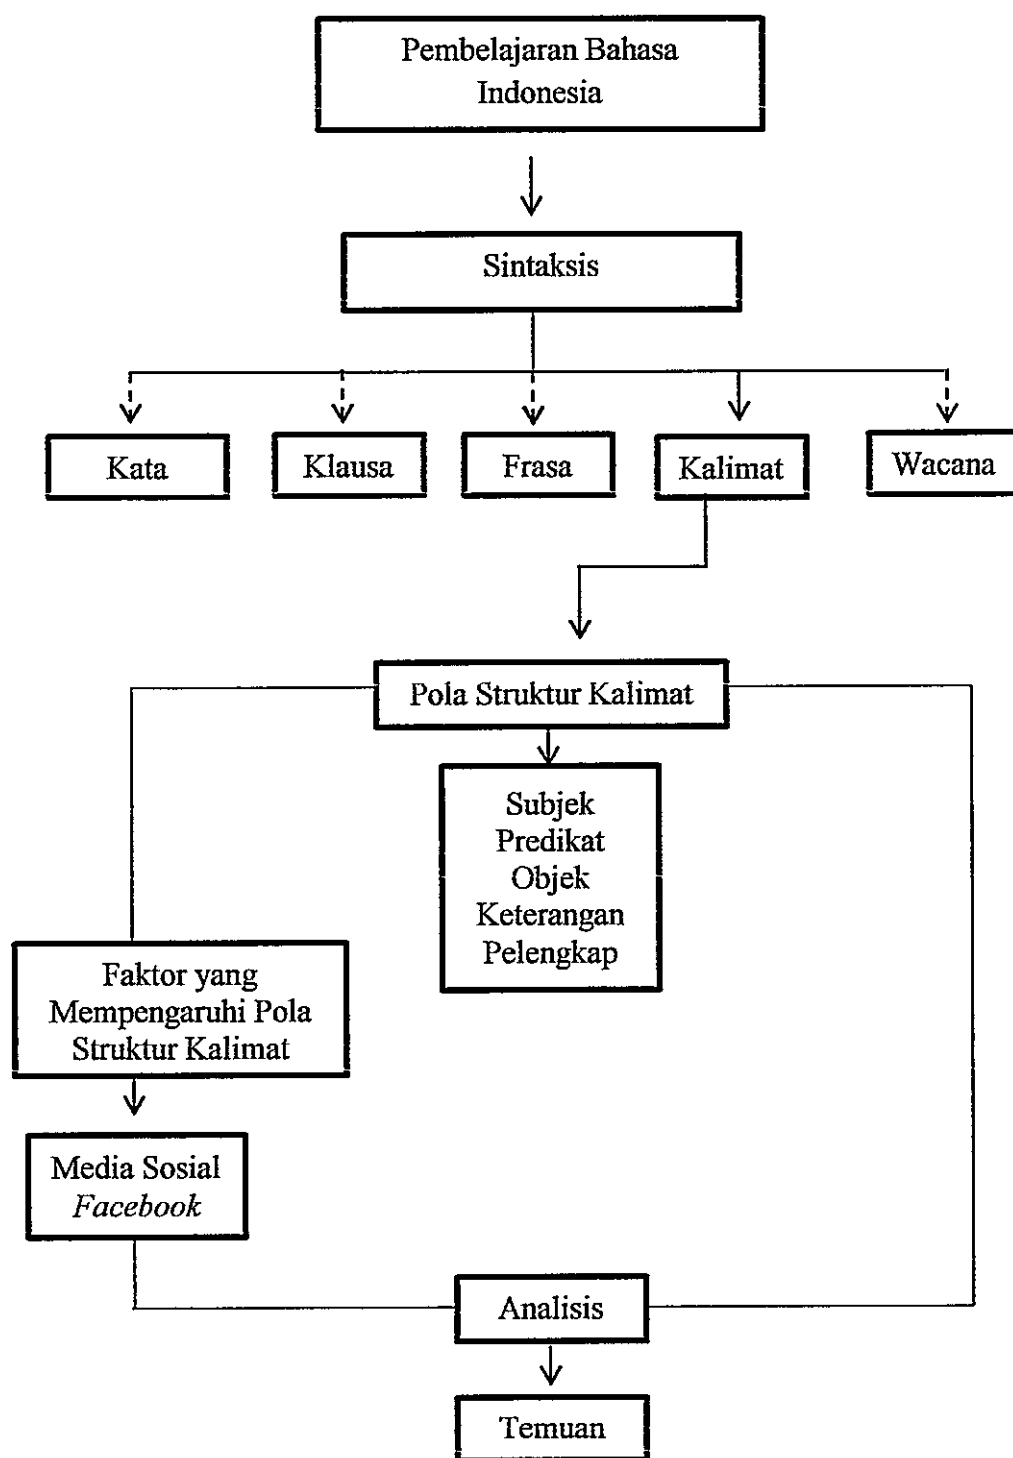 Pembelajaran Bahasa
Indonesia
Sintaksis
Kata
Klausa
Frasa
Kalimat
Wacana
Pola Struktur Kalimat
Subjek
Predikat
Objek
Keterangan
Pelengkap
Faktor yang
Mempengaruhi Pola
Struktur Kalimat
Media Sosial
Facebook
Analisis
Temuan